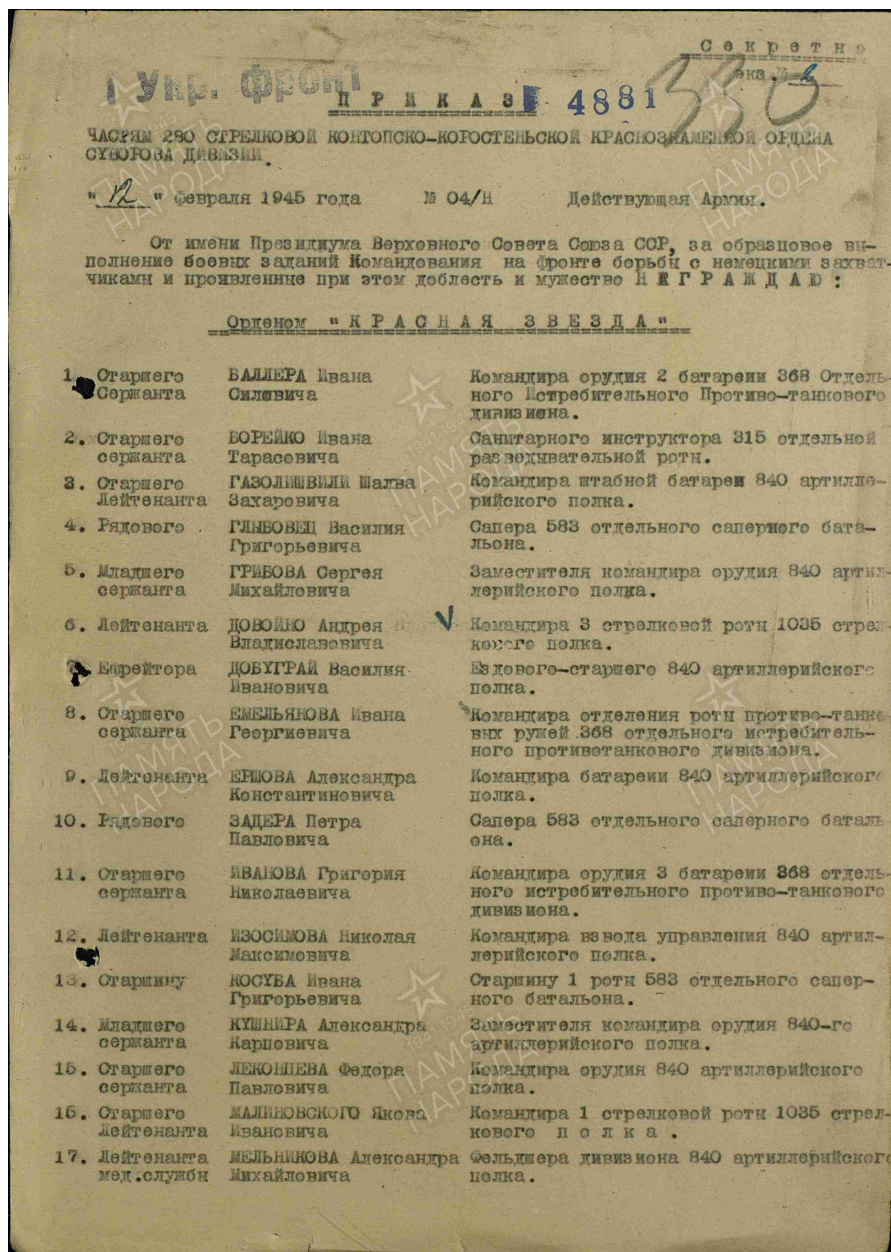 С е к р е т н о
экз.№ 2
1 Укр. фронт
330
П Р И К А З
4881
ЧАСТЯМ 280 СТРЕЛКОВОЙ КОНТОПСКО-КОРОСТЕНЬСКОЙ КРАСНОЗНАМЕННОЙ ОРДЕНА
СУВОРОВА ДИВИЗИИ.
" 12 " Февраля 1945 года № 04/Н Действующая Армия.
От имени Президиума Верховного Совета Союза ССР, за образцовое вы-
полнение боевых заданий Командования на фронте борьбы с немецкими захват-
чиками и проявленные при этом доблесть и мужество Н А Г Р А Ж Д А Ю :
Орденом " К Р А С Н А Я З В Е З Д А "
1. Старшего БАЛЛЕРА Ивана Командира орудия 2 батареии 368 Отдель-
Сержанта Силовича ного Истребительного Противо-танкового
дивизиона.
2. Старшего БОРЕЙКО Ивана Санитарного инструктора 315 отдельной
сержанта Тарасовича разведывательной роты.
3. Старшего ГАЗОЛИШВИЛИ Шалва Командира штабной батареи 840 артилле-
Лейтенанта Захаровича рийского полка.
4. Рядового ГЛЫБОВЕЦ Василия Сапера 583 отдельного саперного бата-
Григорьевича льона.
5. Младшего ГРИБОВА Сергея Заместителя командира орудия 840 артил-
сержанта Михайловича лерийского полка.
6. Лейтенанта ДОВОЙНО Андрея Командира 3 стрелковой роты 1035 стрел-
Владиславовича кового полка.
7. Ефрейтора ДОБУГРАЙ Василия Ездового-старшего 840 артиллерийского
Ивановича полка.
8. Старшего ЕМЕЛЬЯНОВА Ивана Командира отделения роты противо-танко-
сержанта Георгиевича вых ружей 368 отдельного истребитель-
ного противотанкового дивизиона.
9. Лейтенанта ЕРШОВА Александра Командира батареии 840 артиллерийского
Константиновича полка.
10. Рядового ЗАДЕРА Петра Сапера 583 отдельного саперного баталь
Павловича она.
11. Старшего ИВАНОВА Григория Командира орудия 3 батареии 368 отдель-
сержанта Николаевича ного истребительного противо-танкового
дивизиона.
12. Лейтенанта ИЗОСИМОВА Николая Командира взвода управления 840 артил-
Максимовича лерийского полка.
13. Старшину КОСУБА Ивана Старшину 1 роты 583 отдельного сапер-
Григорьевича ного батальона.
14. Младшего КУШНИРА Александра Заместителя командира орудия 840-го
сержанта Карповича артиллерийского полка.
15. Старшего ЛЕКОНЦЕВА Федора Командира орудия 840 артиллерийского
сержанта Павловича полка.
16. Старшего МАЛИНОВСКОГО Якова Командира 1 стрелковой роты 1035 стрел-
Лейтенанта Ивановича кового п о л к а .
17. Лейтенанта МЕЛЬНИКОВА Александра Фельдшера дивизиона 840 артиллерийского
мед.службы Михайловича полка.